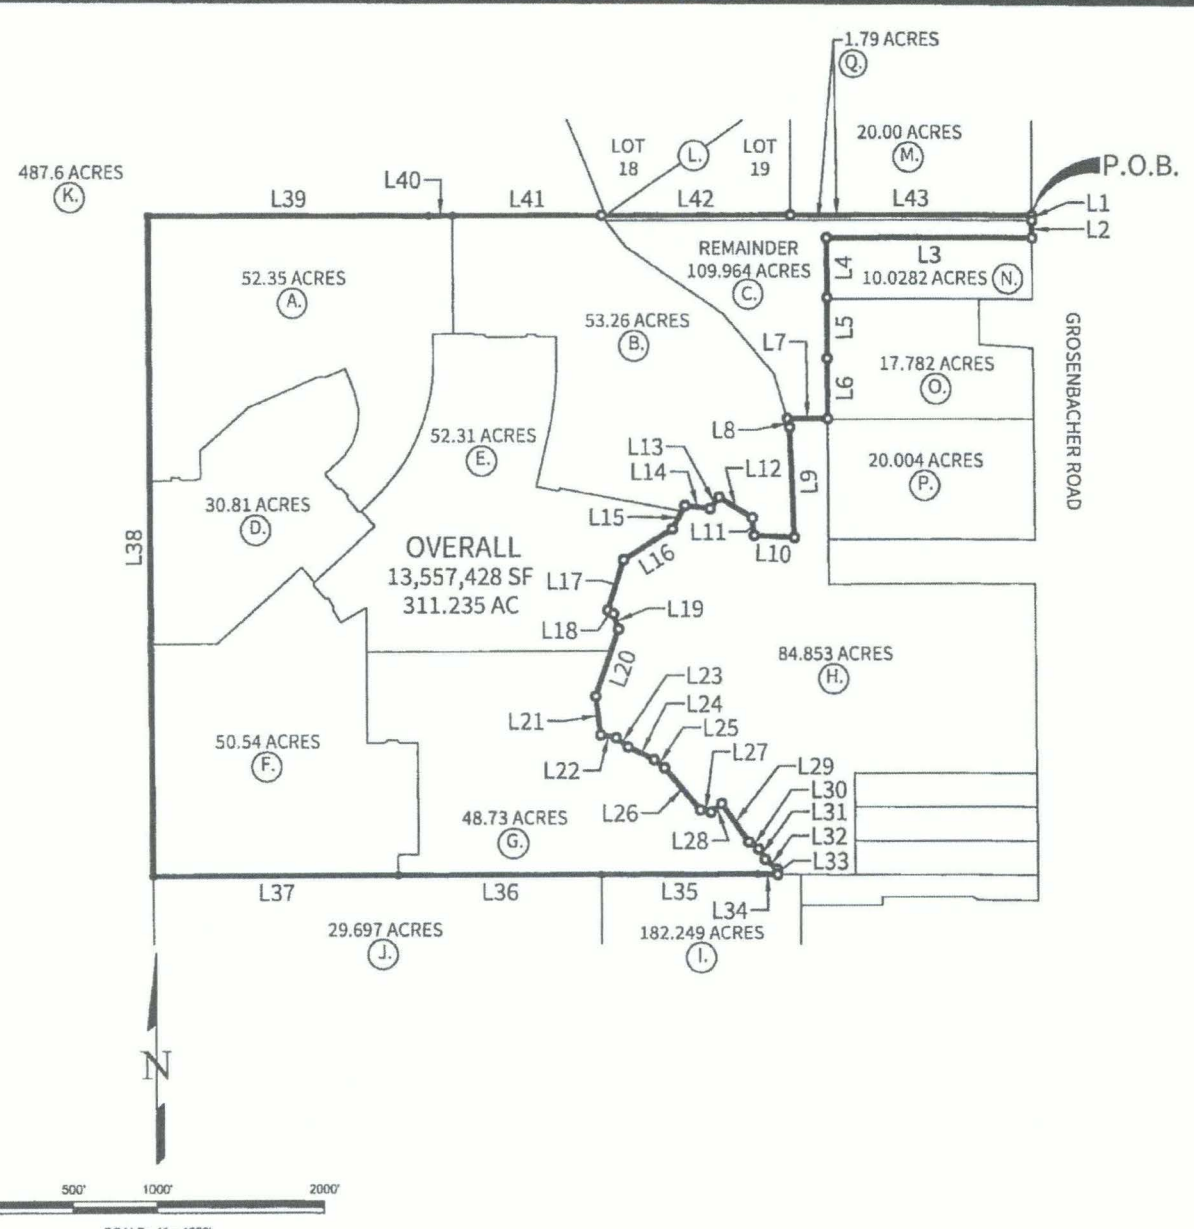 1.79 ACRES
Q.
20.00 ACRES
M.
LOT
18
L.
LOT
19
P.O.B.
487.6 ACRES
K.
L39
L40
L41
L42
L43
L1
L2
REMAINDER
109.964 ACRES
C.
L3
10.0282 ACRES
N.
L4
52.35 ACRES
A.
53.26 ACRES
B.
L7
L5
17.782 ACRES
O.
L6
GROSENBACHER ROAD
L8
L13
L14
L12
52.31 ACRES
E.
L9
20.004 ACRES
P.
30.81 ACRES
D.
L15
L11
L10
L38
OVERALL
13,557,428 SF
311.235 AC
L16
L17
L18
L19
L20
84.853 ACRES
H.
L23
L24
L21
L25
L22
L27
50.54 ACRES
F.
L29
L26
L30
L31
48.73 ACRES
G.
L28
L32
L33
L37
L36
L35
L34
29.697 ACRES
J.
182.249 ACRES
I.
N
500'
1000'
2000'